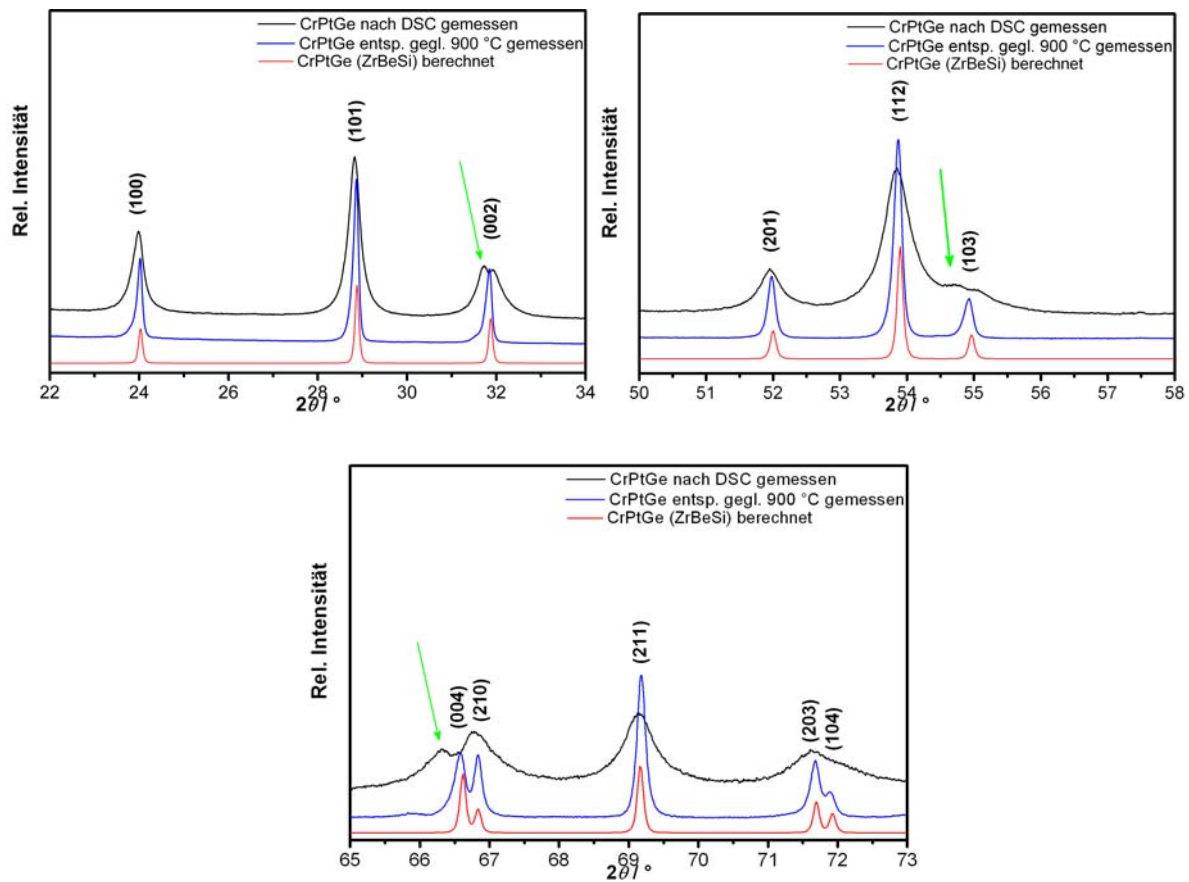 CrPtGe nach DSC gemessen
CrPtGe entsp. gegl. 900 °C gemessen
CrPtGe (ZrBeSi) berechnet
Rel. Intensität
(100)
(101)
(002)
22 24 26 28 30 32 34
2θ / °
CrPtGe nach DSC gemessen
CrPtGe entsp. gegl. 900 °C gemessen
CrPtGe (ZrBeSi) berechnet
Rel. Intensität
(201)
(112)
(103)
50 51 52 53 54 55 56 57 58
2θ / °
CrPtGe nach DSC gemessen
CrPtGe entsp. gegl. 900 °C gemessen
CrPtGe (ZrBeSi) berechnet
Rel. Intensität
(004)
(210)
(211)
(203)
(104)
65 66 67 68 69 70 71 72 73
2θ / °